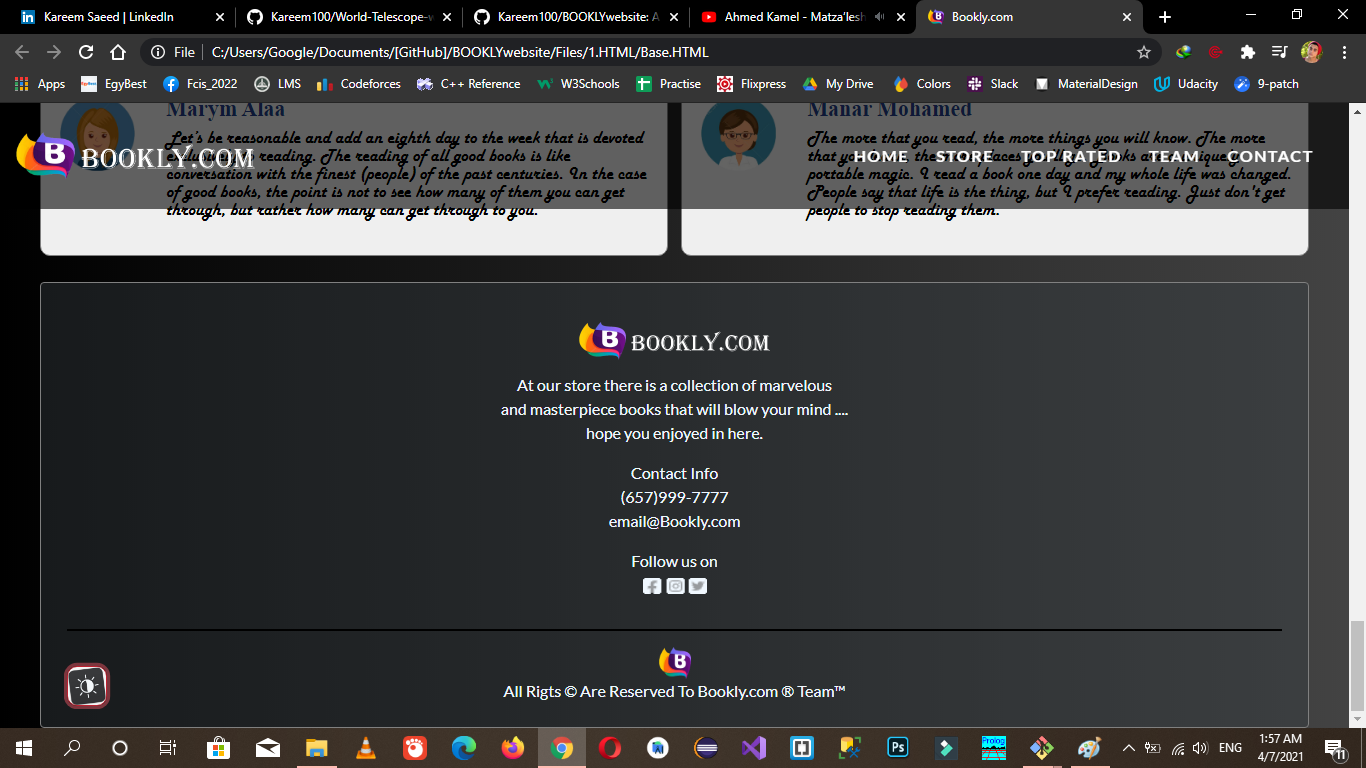 Kareem Saeed | LinkedIn
Kareem100/World-Telescope-w
Kareem100/BOOKLYwebsite: A
Ahmed Kamel - Matza'lesh
Bookly.com
File C:/Users/Google/Documents/[GitHub]/BOOKLYwebsite/Files/1.HTML/Base.HTML
Apps EgyBest Fcis_2022 LMS Codeforces C++ Reference W3Schools Practise Flixpress My Drive Colors Slack MaterialDesign Udacity 9-patch
Marym Alaa
Let's be reasonable and add an eighth day to the week that is devoted
exclusively to reading. The reading of all good books is like
conversation with the finest (people) of the past centuries. In the case
of good books, the point is not to see how many of them you can get
through, but rather how many can get through to you.
Manar Mohamed
The more that you read, the more things you will know. The more
that you the more places you'll Books are a uniquely
portable magic. I read a book one day and my whole life was changed.
People say that life is the thing, but I prefer reading. Just don't get
people to stop reading them.
B BOOKLY.COM
HOME STORE TOP RATED TEAM CONTACT
B BOOKLY.COM
At our store there is a collection of marvelous
and masterpiece books that will blow your mind ....
hope you enjoyed in here.
Contact Info
(657)999-7777
email@Bookly.com
Follow us on
B
All Rigts © Are Reserved To Bookly.com ® Team™
ENG
1:57 AM
4/7/2021
11